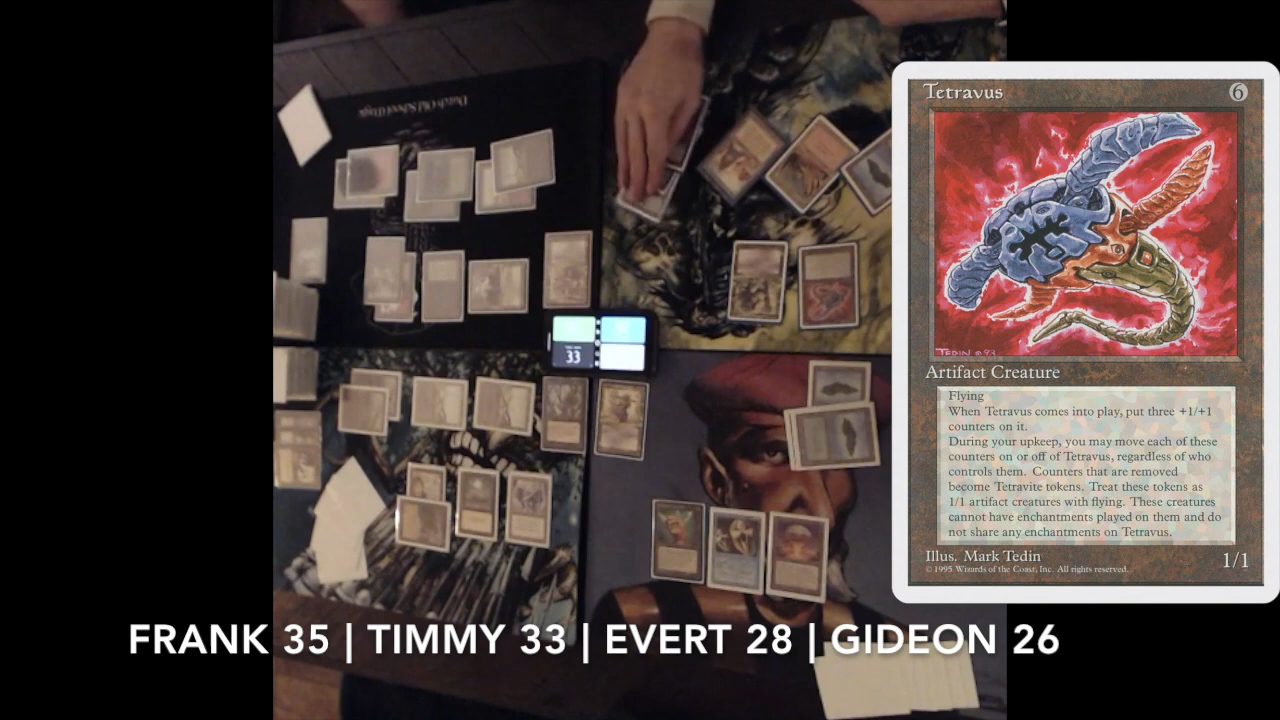 Dutch Old School Magic
33
Tetravus 6
TEDIN ©93
Artifact Creature
Flying
When Tetravus comes into play, put three +1/+1
counters on it.
During your upkeep, you may move each of these
counters on or off of Tetravus, regardless of who
controls them. Counters that are removed
become Tetravite tokens. Treat these tokens as
1/1 artifact creatures with flying. These creatures
cannot have enchantments played on them and do
not share any enchantments on Tetravus.
Illus. Mark Tedin 1/1
© 1995 Wizards of the Coast, Inc. All rights reserved.
FRANK 35 | TIMMY 33 | EVERT 28 | GIDEON 26